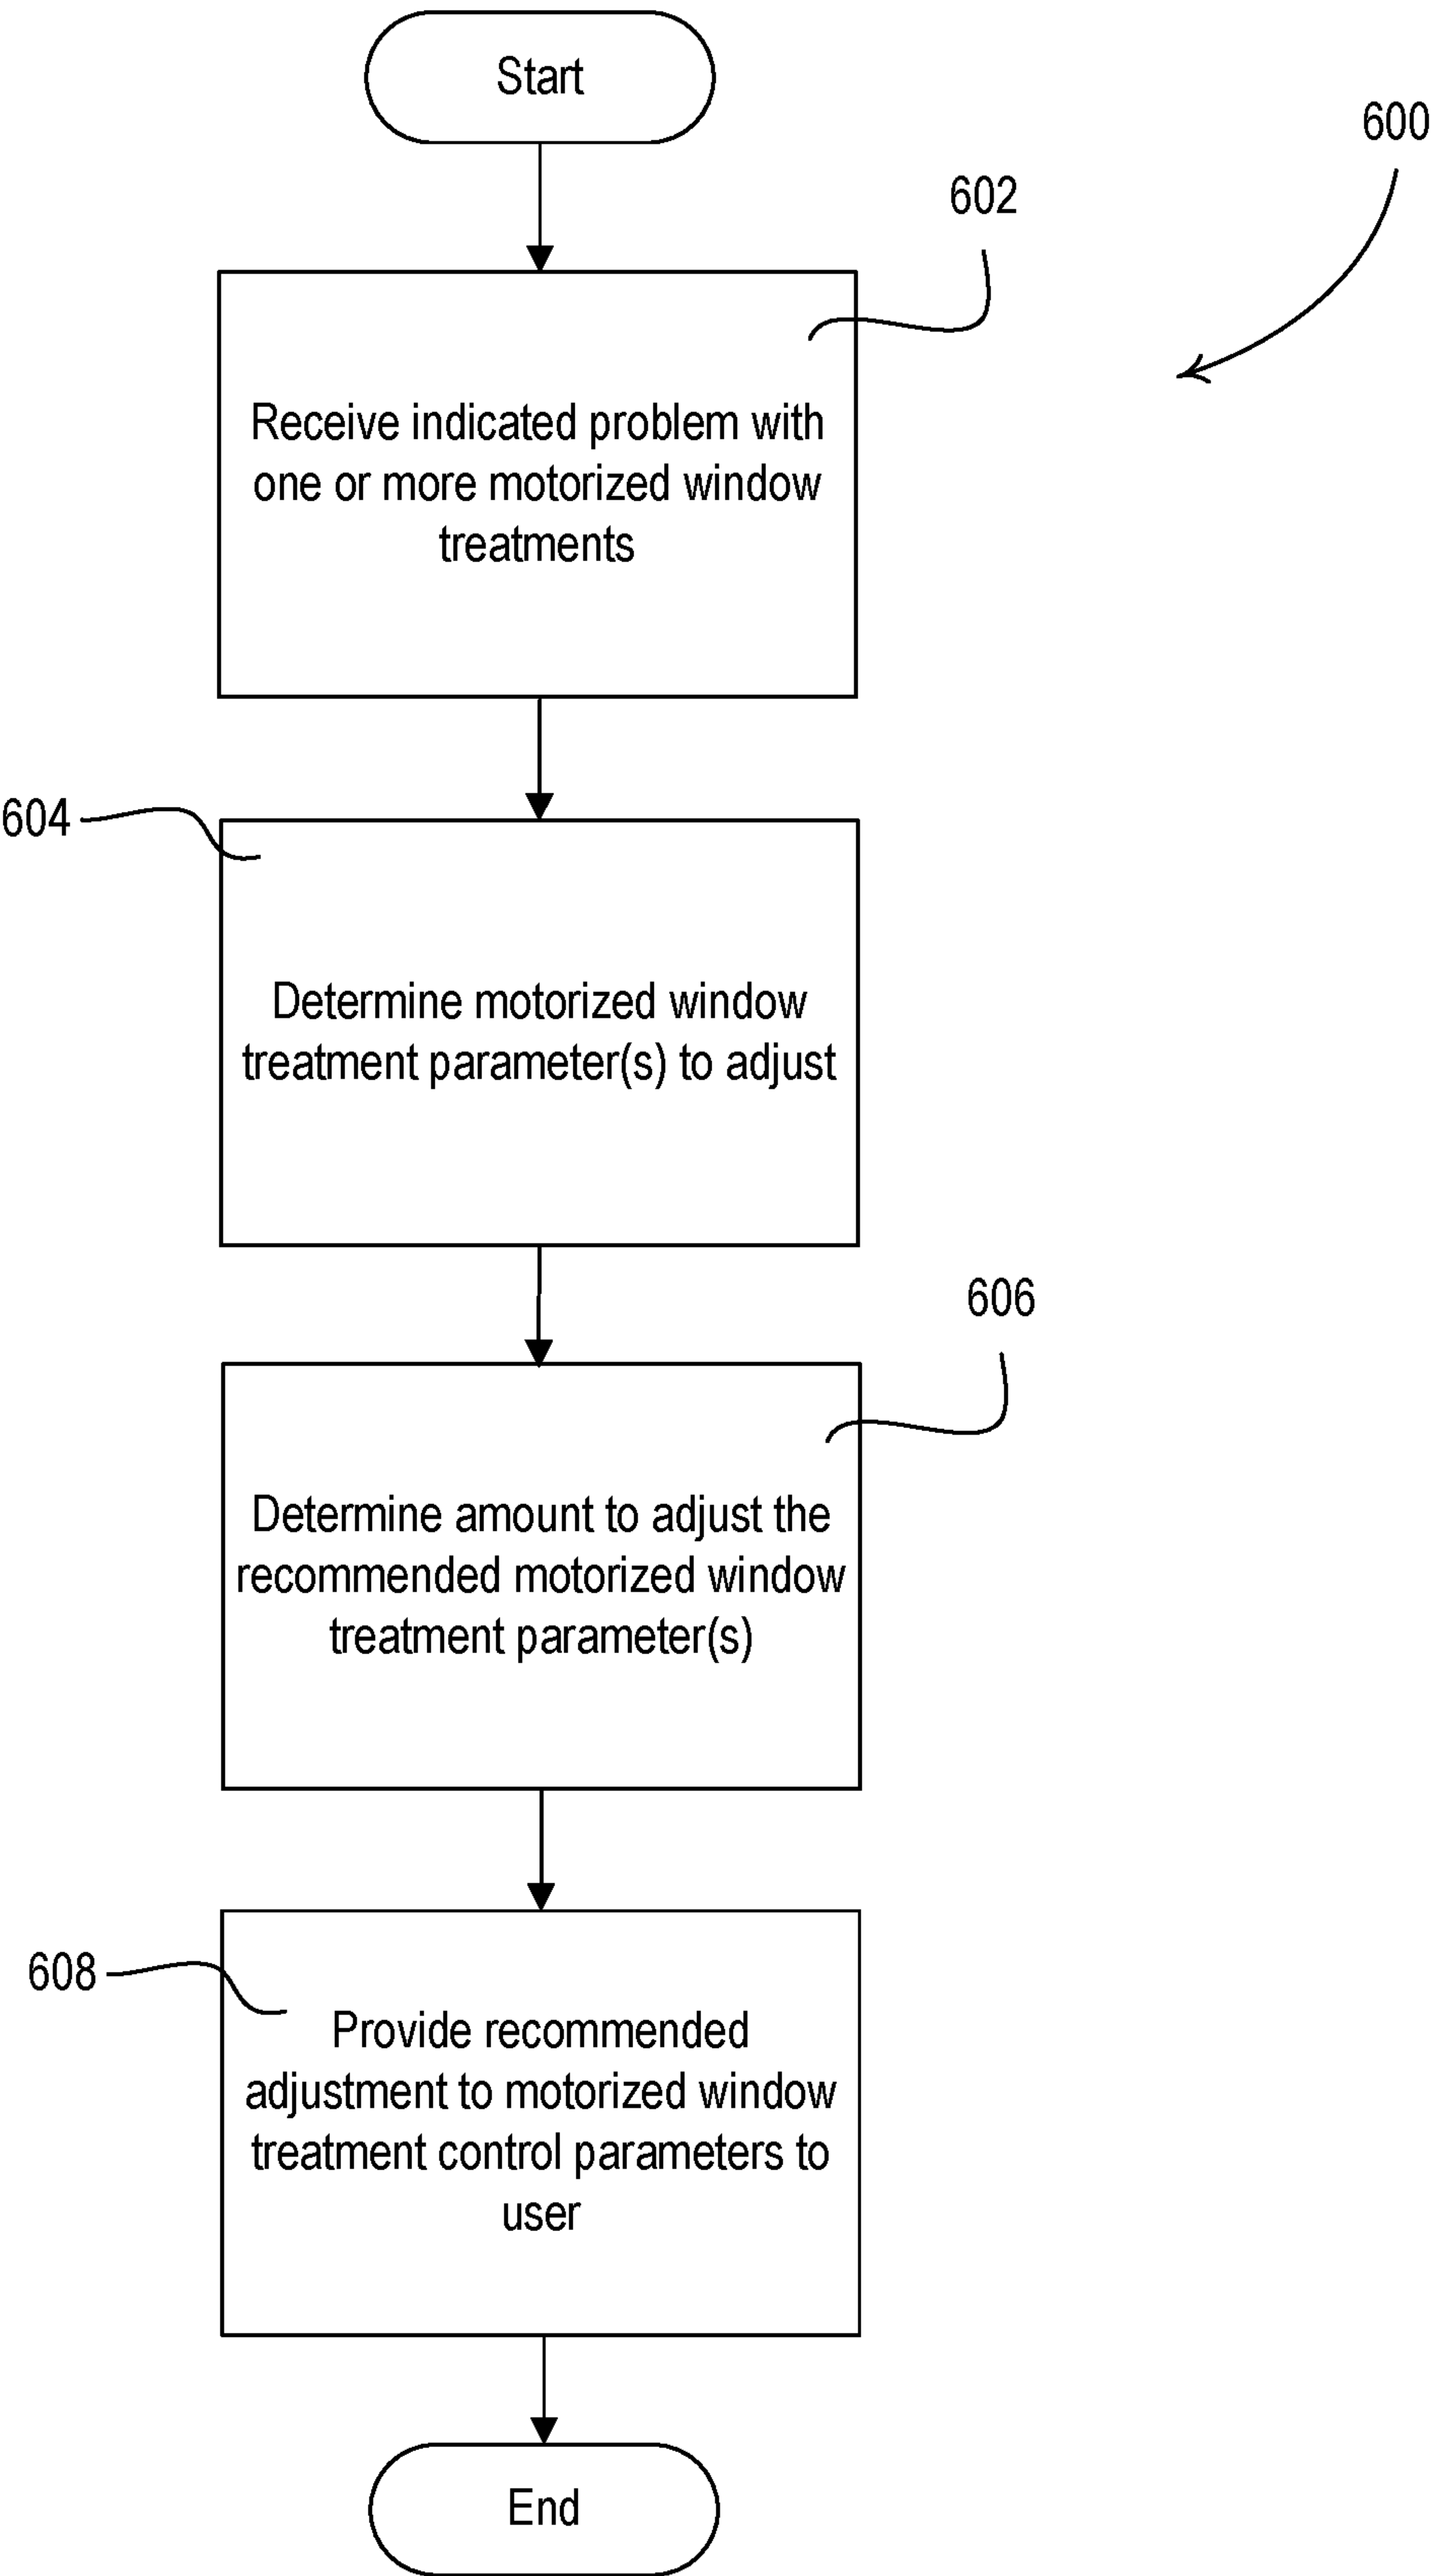 Start
600
602
Receive indicated problem with
one or more motorized window
treatments
604
Determine motorized window
treatment parameter(s) to adjust
606
Determine amount to adjust the
recommended motorized window
treatment parameter(s)
608
Provide recommended
adjustment to motorized window
treatment control parameters to
user
End